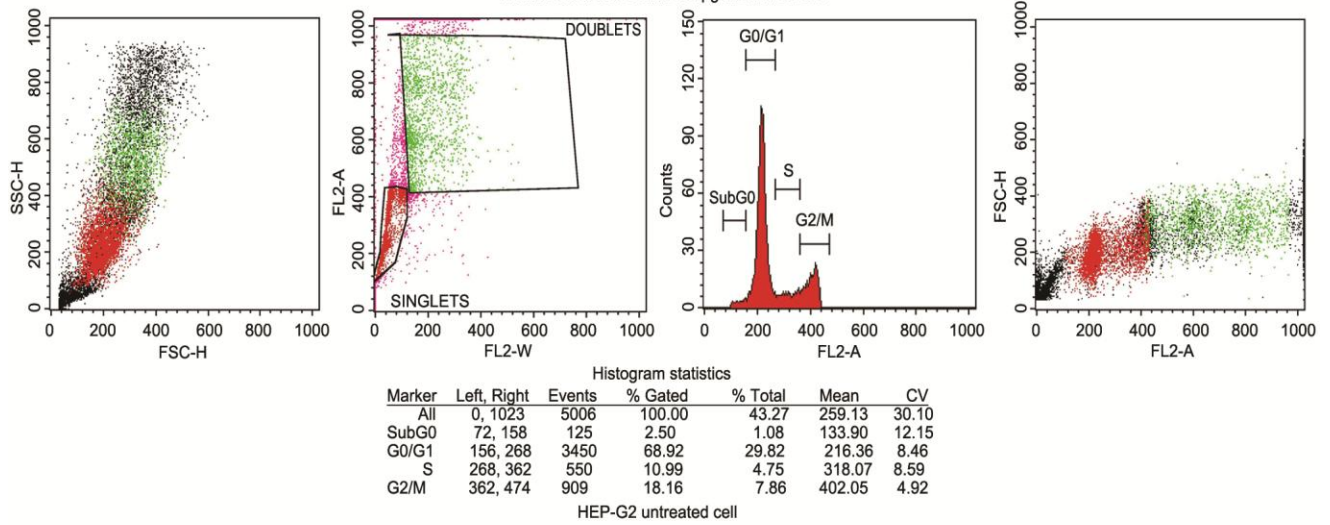 1000
800
600
400
200
0
SSC-H
0 200 400 600 800 1000
FSC-H
DOUBLETS
SINGLETS
1000
800
600
400
200
0
FL2-A
0 200 400 600 800 1000
FL2-W
150
120
90
60
30
0
Counts
G0/G1
S
SubG0
G2/M
0 200 400 600 800 1000
FL2-A
1000
800
600
400
200
0
FSC-H
0 200 400 600 800 1000
FL2-A
Histogram statistics
Marker Left, Right Events % Gated % Total Mean CV
All 0, 1023 5006 100.00 43.27 259.13 30.10
SubG0 72, 158 125 2.50 1.08 133.90 12.15
G0/G1 156, 268 3450 68.92 29.82 216.36 8.46
S 268, 362 550 10.99 4.75 318.07 8.59
G2/M 362, 474 909 18.16 7.86 402.05 4.92
HEP-G2 untreated cell